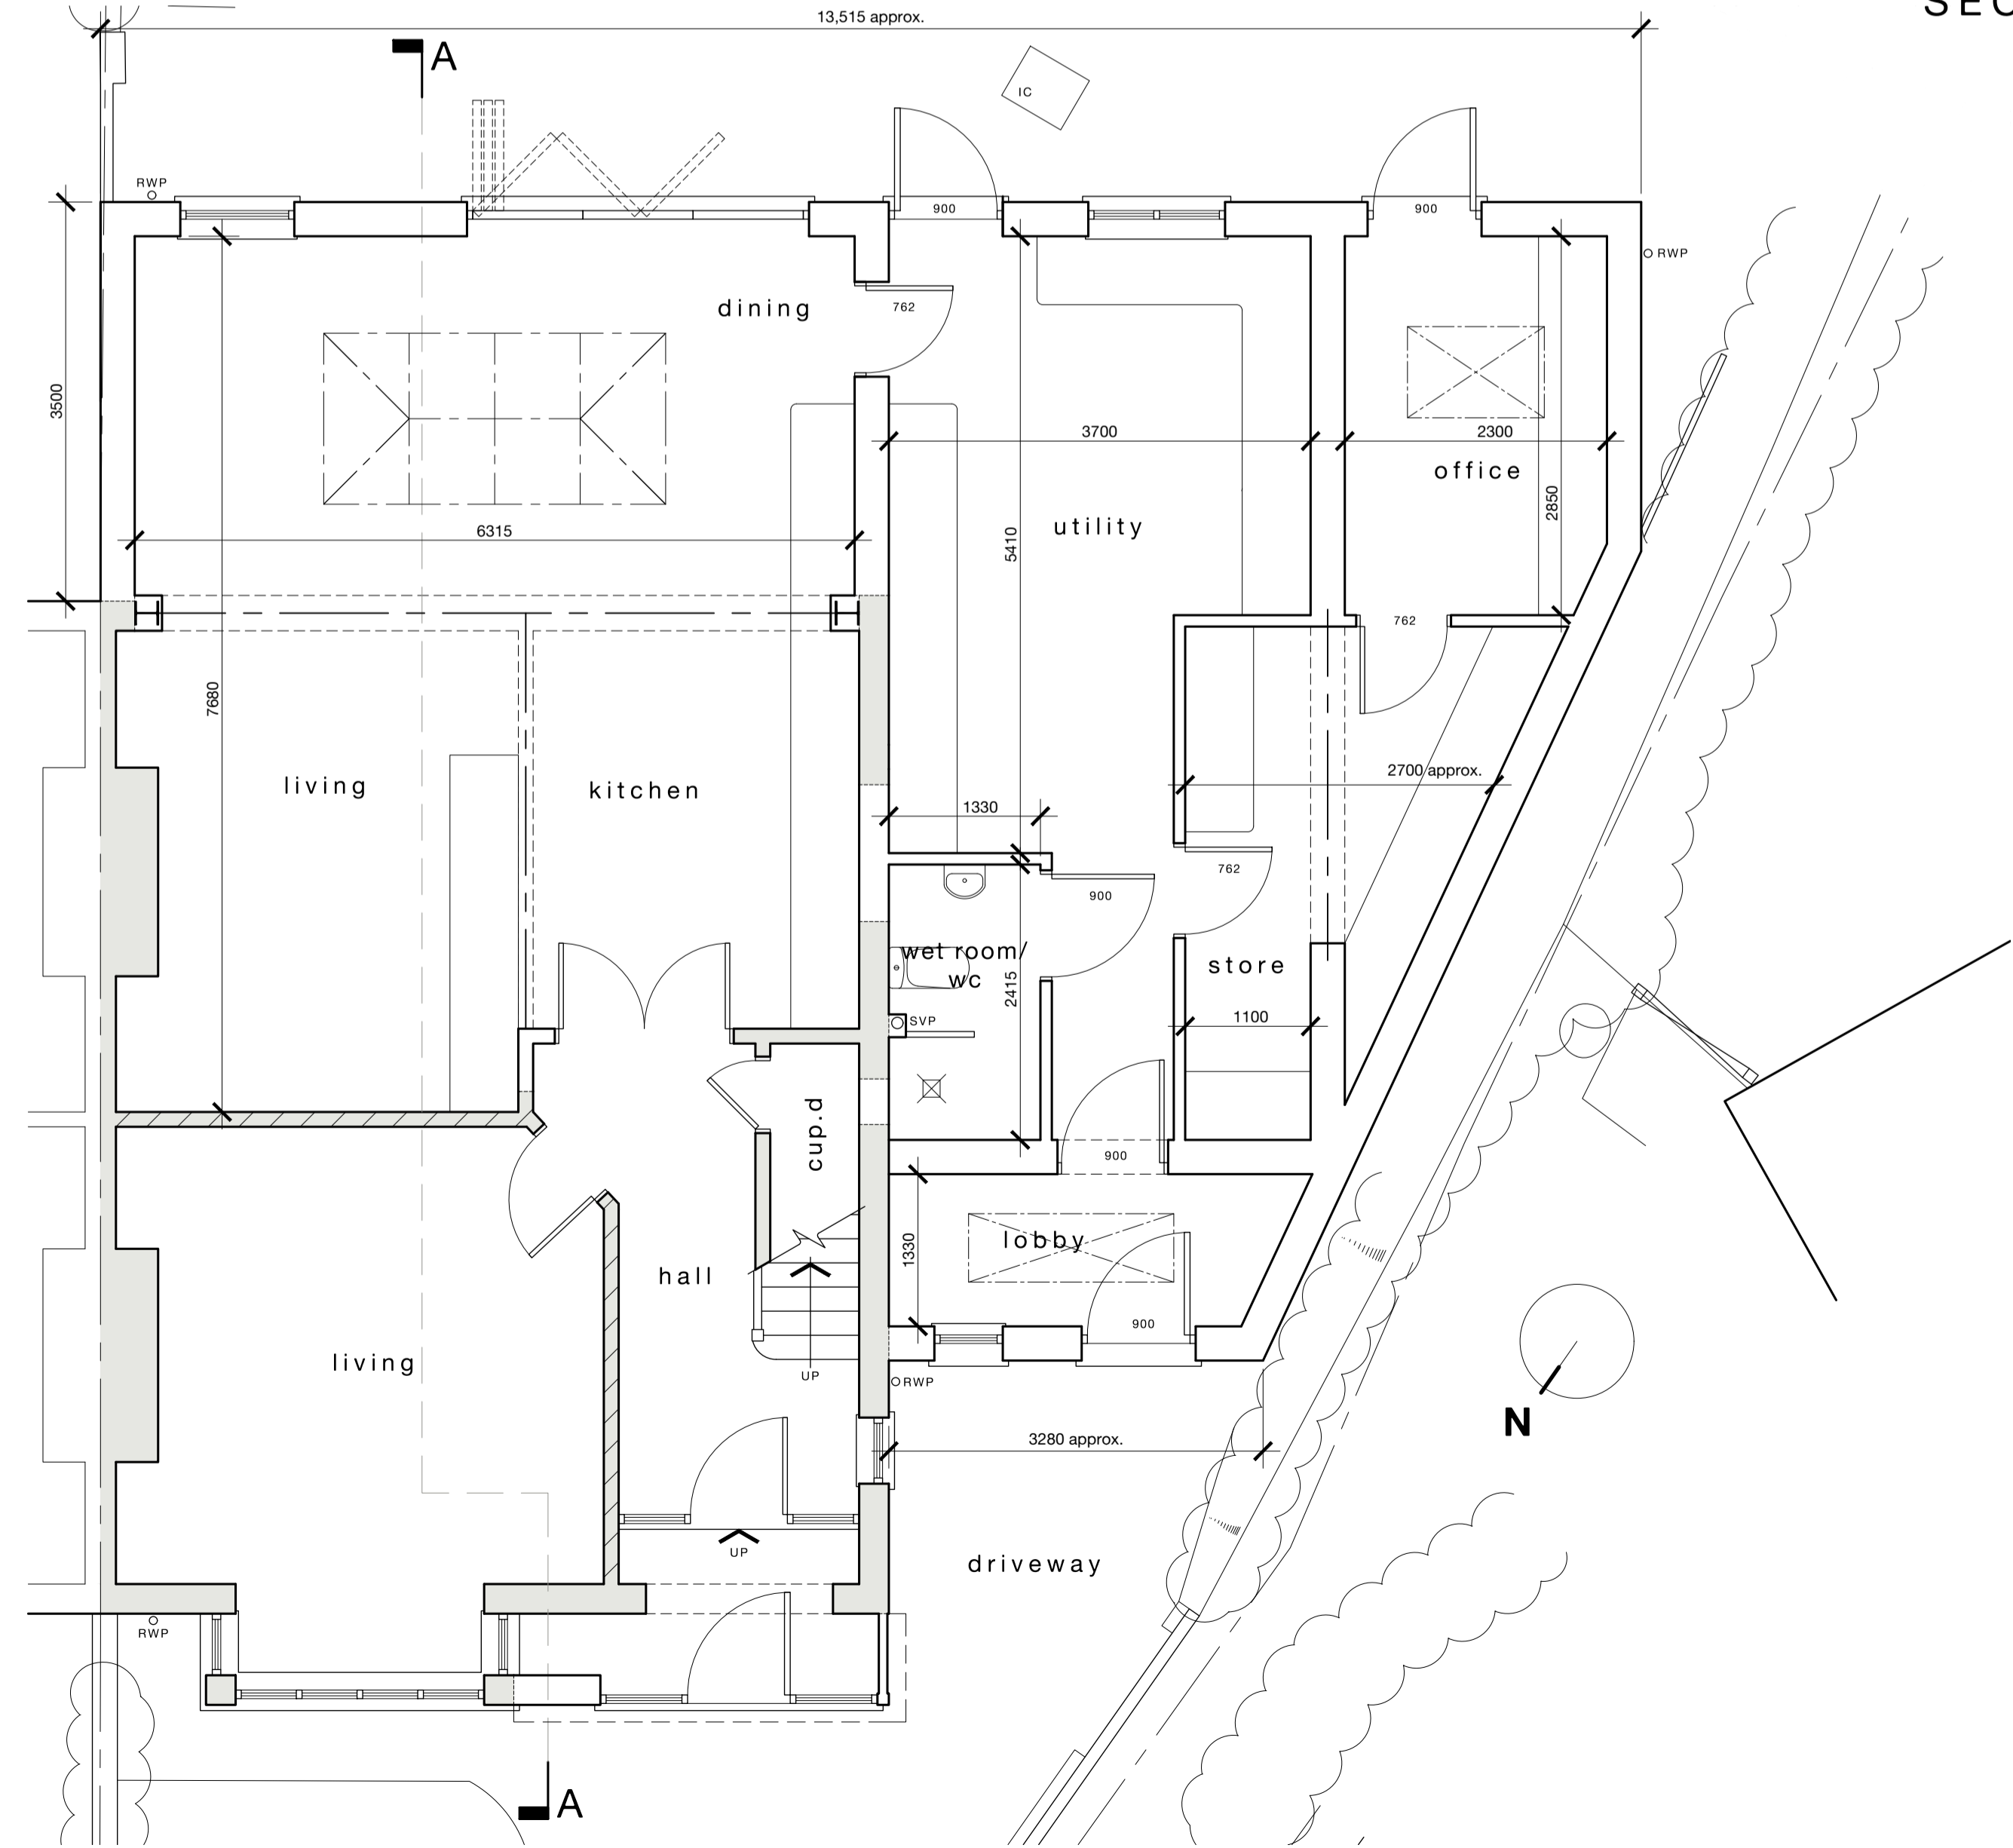 SEC
13,515 approx.
A
IC
RWP
900
900
RWP
762
dining
3500
3700
2300
office
2850
6315
5410
utility
762
7680
living
kitchen
2700 approx.
1330
762
900
wet room/
wc
2415
store
SVP
1100
cup.d
900
lobby
1330
hall
900
living
UP
RWP
N
3280 approx.
UP
driveway
RWP
A